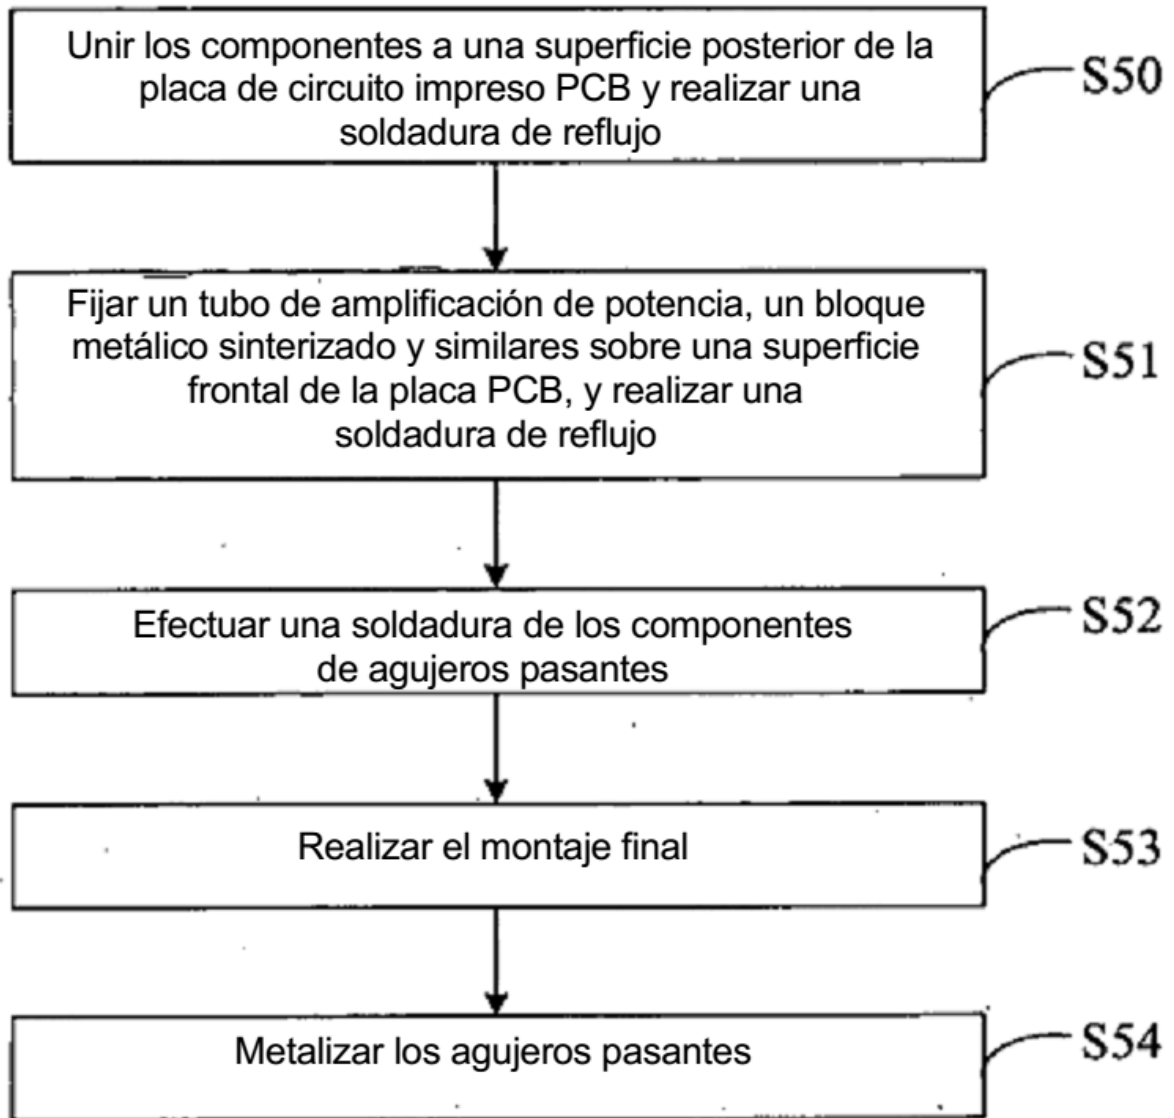 Unir los componentes a una superficie posterior de la
placa de circuito impreso PCB y realizar una
soldadura de reflujo
S50
Fijar un tubo de amplificación de potencia, un bloque
metálico sinterizado y similares sobre una superficie
frontal de la placa PCB, y realizar una
soldadura de reflujo
S51
Efectuar una soldadura de los componentes
de agujeros pasantes
S52
Realizar el montaje final
S53
Metalizar los agujeros pasantes
S54